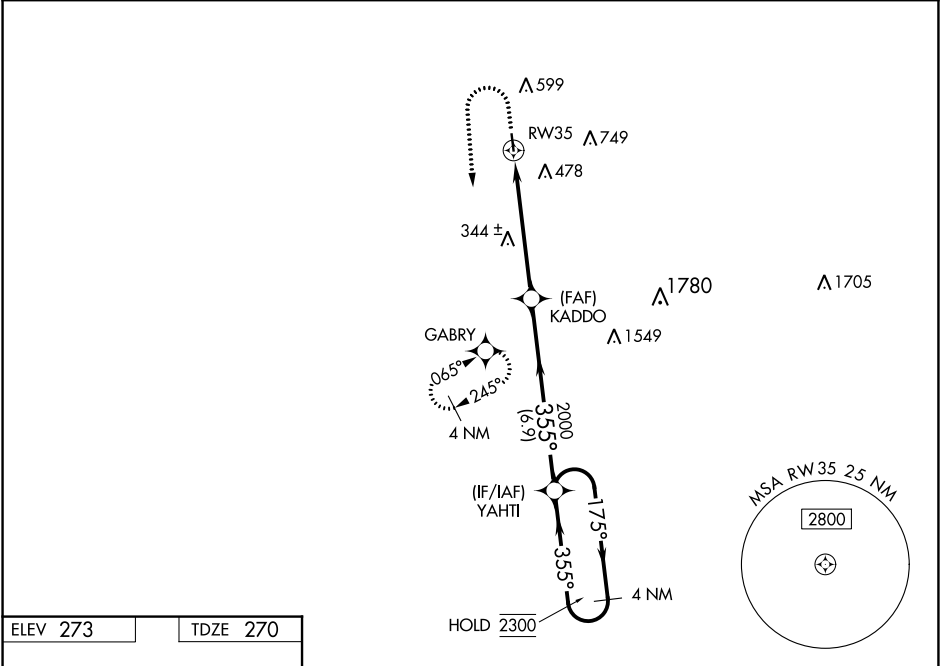 599
RW35
749
478
344 ±
(FAF)
KADDO
1780
1705
1549
GABRY
065°
245°
4 NM
2000
355°
(6.9)
(IF/IAF)
YAHTI
175°
355°
4 NM
HOLD 2300
MSA RW35 25 NM
2800
ELEV 273
TDZE 270